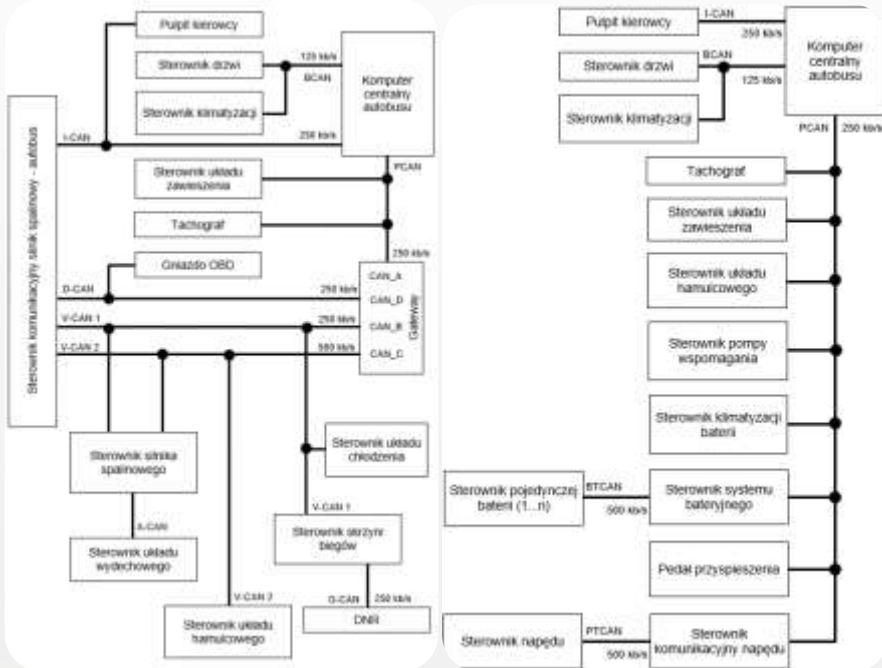 Pulpit kierowcy
Sterownik drzwi
Sterownik klimatyzacji
125 kb/s
BCAN
Komputer
centralny
autobusu
I-CAN
250 kb/s
PCAN
Sterownik komunikacyjny silnik spalinowy - autobus
Sterownik układu
zawieszenia
Tachograf
Gniazdo OBD
250 kb/s
CAN_A
D-CAN
250 kb/s
CAN_D
V-CAN 1
250 kb/s
CAN_B
V-CAN 2
500 kb/s
CAN_C
Gateway
Sterownik silnika
spalinowego
A-CAN
Sterownik układu
wydechowego
Sterownik układu
chłodzenia
V-CAN 1
Sterownik skrzyni
biegów
G-CAN
250 kb/s
DNR
V-CAN 2
Sterownik układu
hamulcowego
Pulpit kierowcy
I-CAN
250 kb/s
Sterownik drzwi
BCAN
125 kb/s
Sterownik klimatyzacji
Komputer
centralny
autobusu
PCAN
250 kb/s
Tachograf
Sterownik układu
zawieszenia
Sterownik układu
hamulcowego
Sterownik pompy
wspomagania
Sterownik klimatyzacji
baterii
Sterownik pojedynczej
baterii (1...n)
BTCAN
500 kb/s
Sterownik systemu
bateryjnego
Pedał przyspieszenia
Sterownik napędu
PTCAN
500 kb/s
Sterownik
komunikacyjny napędu